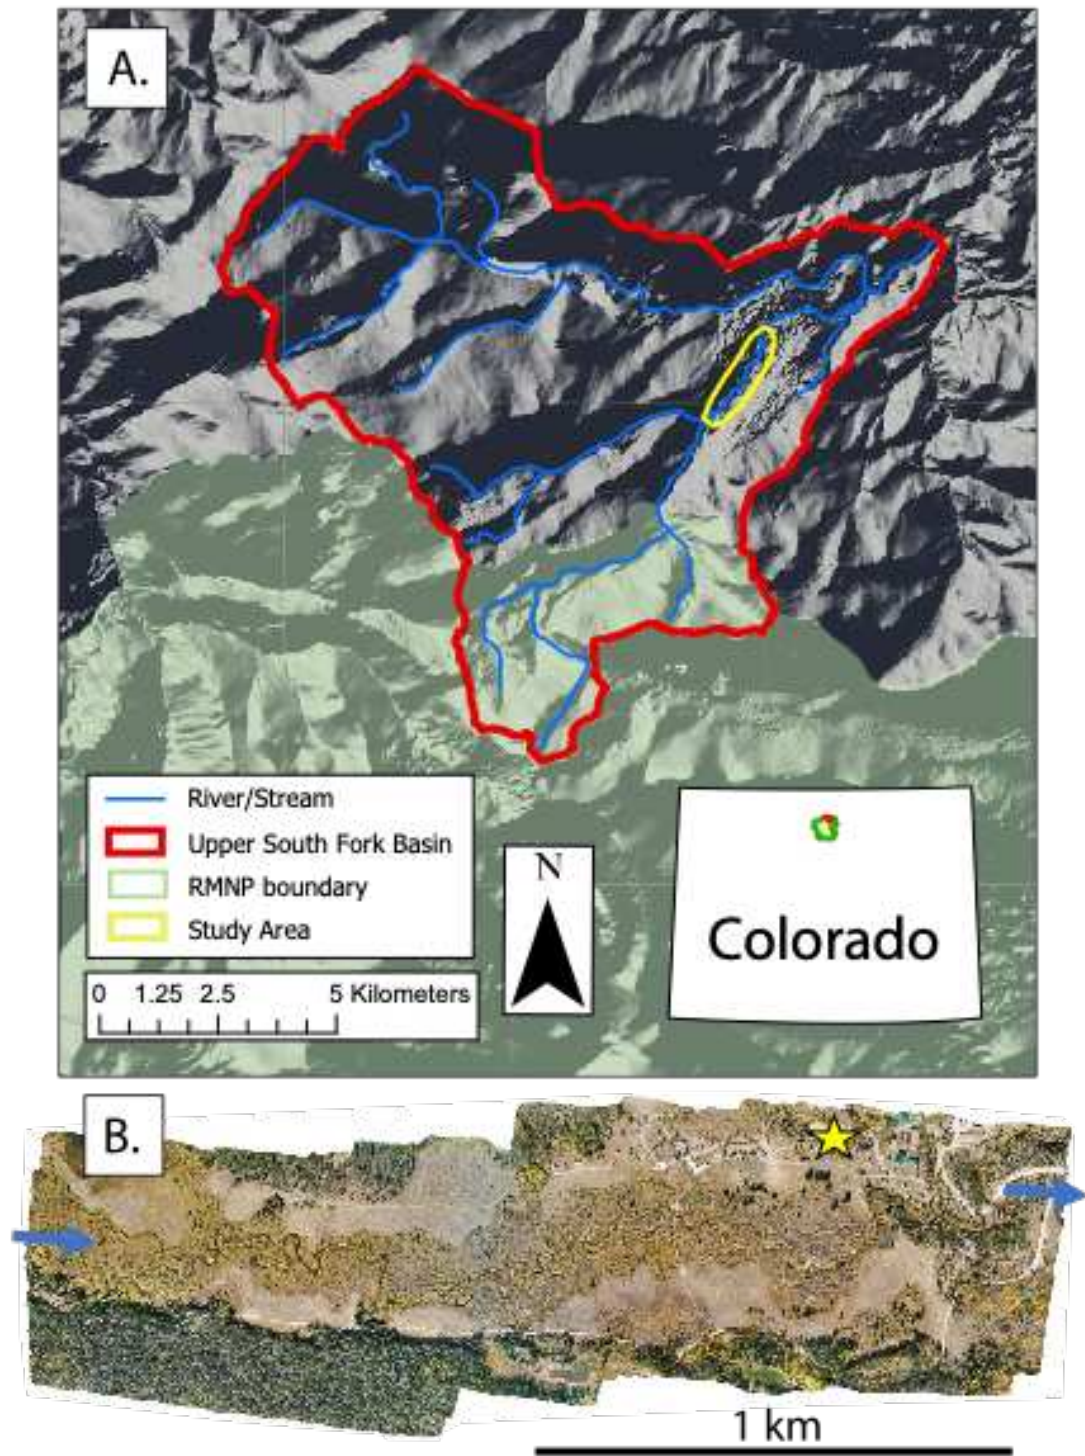 A.
River/Stream
Upper South Fork Basin
RMNP boundary
Study Area
0 1.25 2.5 5 Kilometers
N
Colorado
B.
1 km